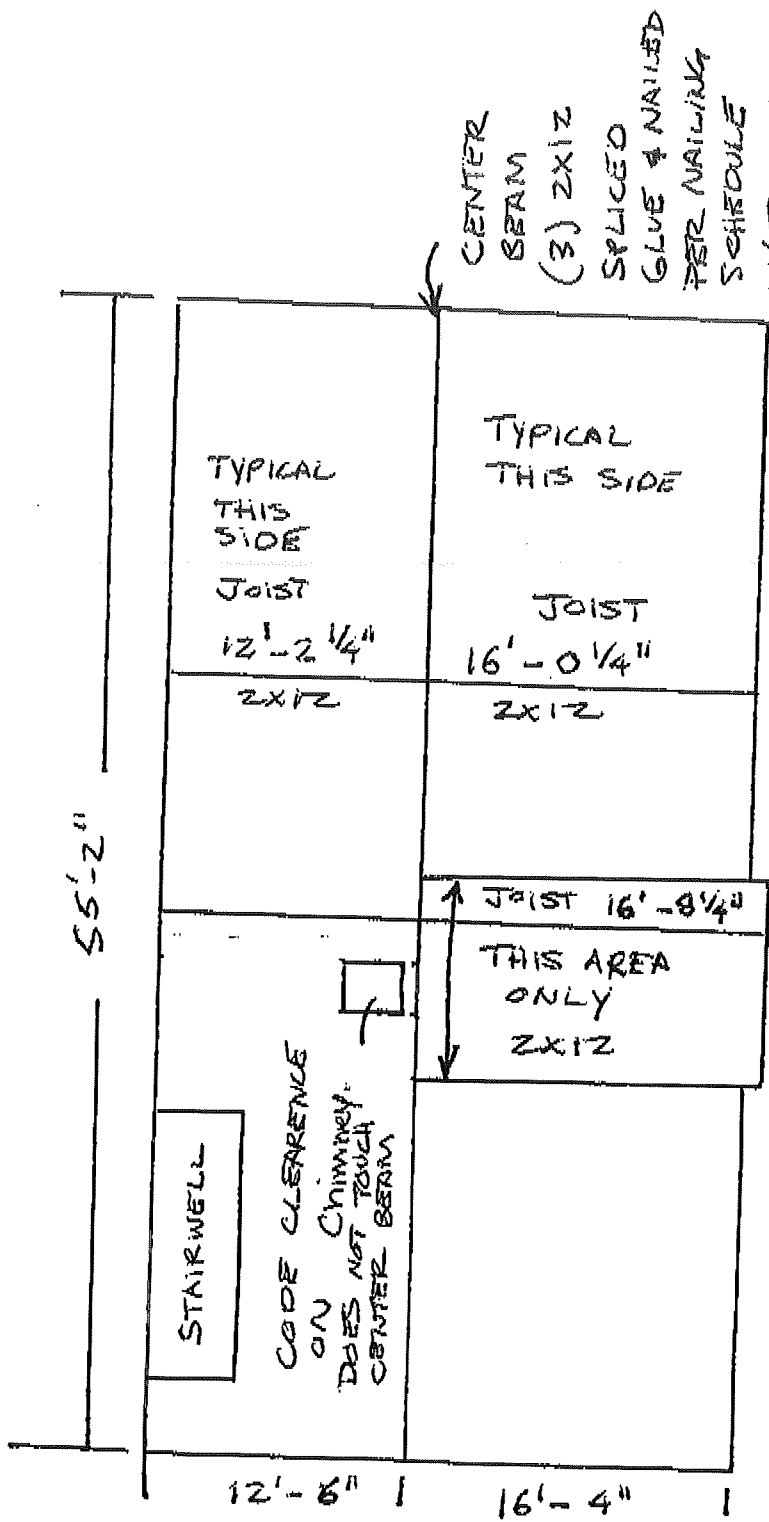 55'-2"
CENTER
BEAM
(3) 2X12
SPLICED
GLUE & NAILED
PER NAILING
SCHEDULE
TYPICAL
THIS
SIDE
JOIST
12'-2 1/4"
2X12
TYPICAL
THIS SIDE
JOIST
16'-0 1/4"
2X12
JOIST 16'-8 1/4"
THIS AREA
ONLY
2X12
STAIRWELL
CODE CLEARENCE
ON Chimney-
DOES NOT TOUCH
CENTER BEAM
12'-6"
16'-4"